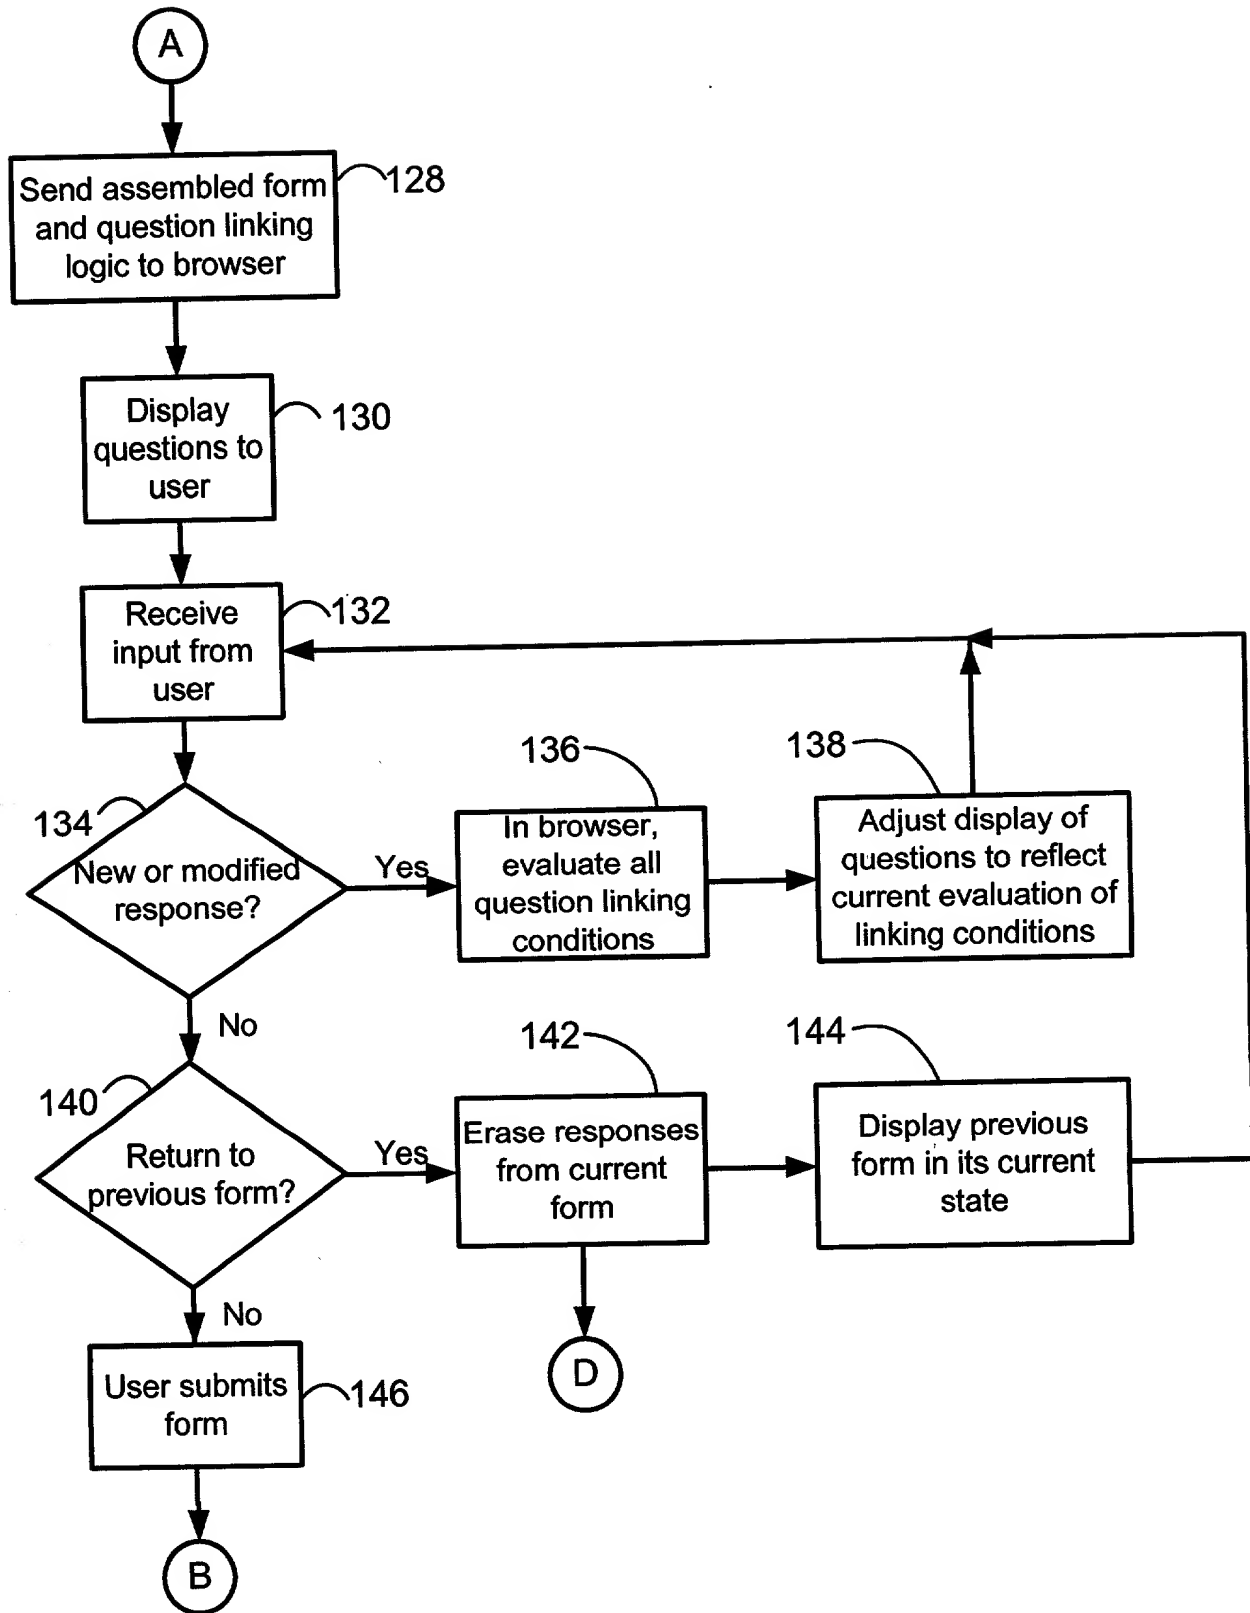 A
Send assembled form
and question linking
logic to browser
128
Display
questions to
user
130
Receive
input from
user
132
134
New or modified
response?
Yes
No
136
In browser,
evaluate all
question linking
conditions
138
Adjust display of
questions to reflect
current evaluation of
linking conditions
140
Return to
previous form?
Yes
No
142
Erase responses
from current
form
144
Display previous
form in its current
state
D
User submits
form
146
B